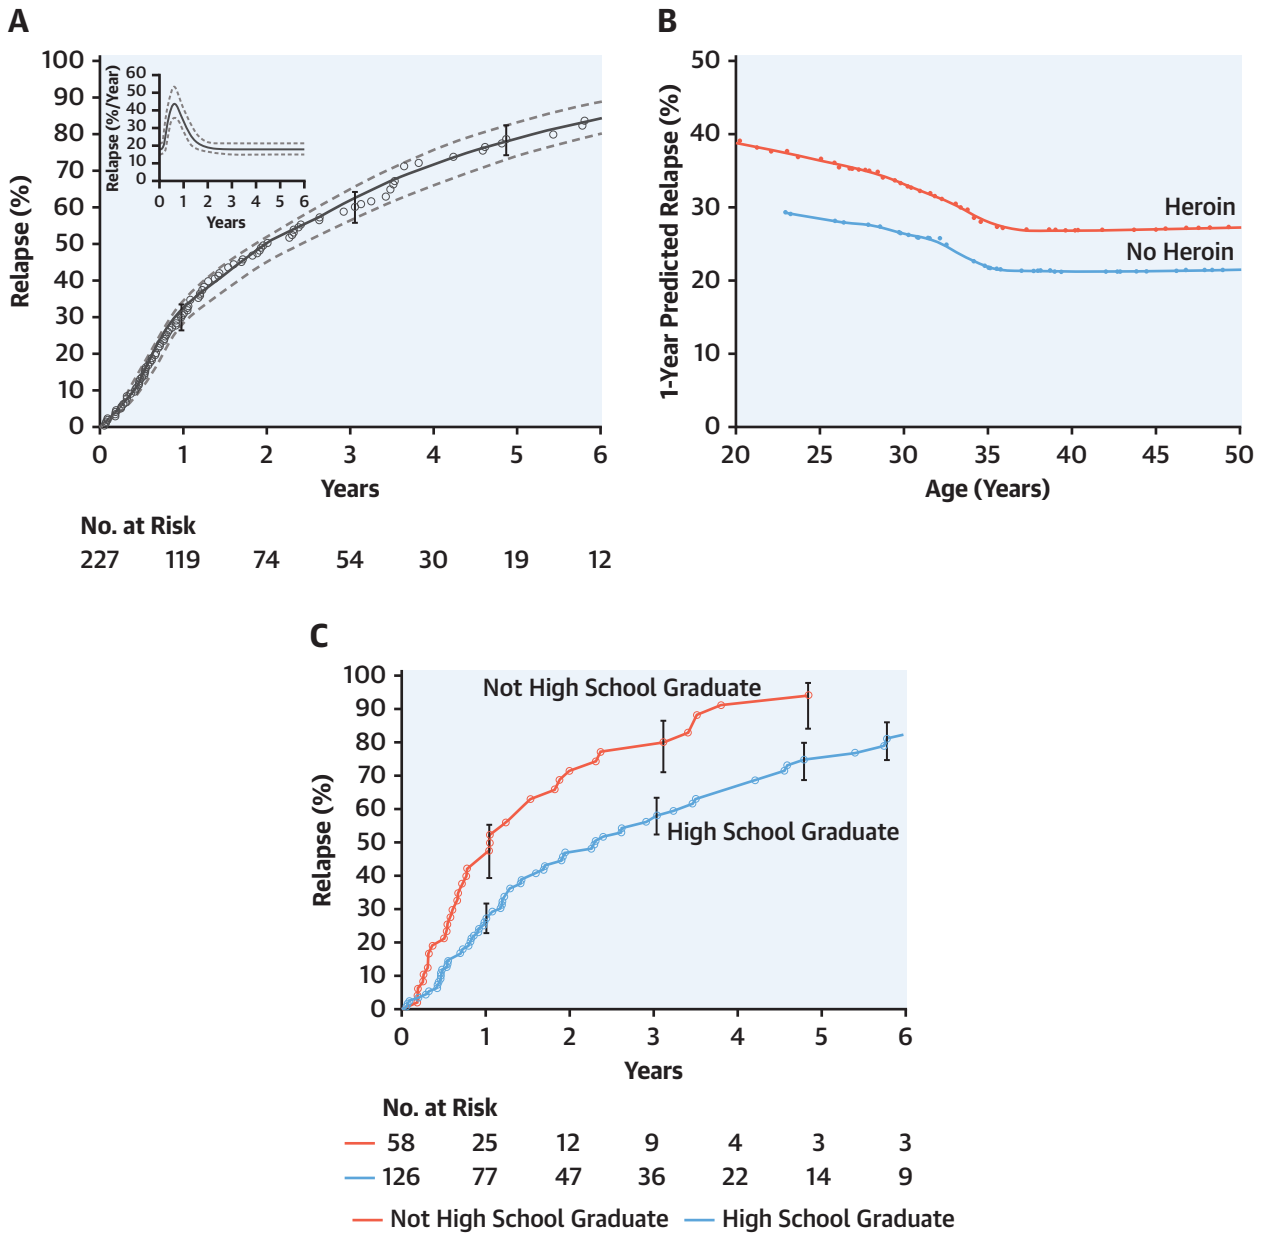 A
Relapse (%)
100
90
80
70
60
50
40
30
20
10
0
0 1 2 3 4 5 6
Years
Relapse (%/Year)
60
50
40
30
20
10
0
0 1 2 3 4 5 6
Years
No. at Risk
227 119 74 54 30 19 12
B
1-Year Predicted Relapse (%)
50
40
30
20
10
0
Heroin
No Heroin
20 25 30 35 40 45 50
Age (Years)
C
Relapse (%)
100
90
80
70
60
50
40
30
20
10
0
Not High School Graduate
High School Graduate
0 1 2 3 4 5 6
Years
No. at Risk
58 25 12 9 4 3 3
126 77 47 36 22 14 9
Not High School Graduate High School Graduate